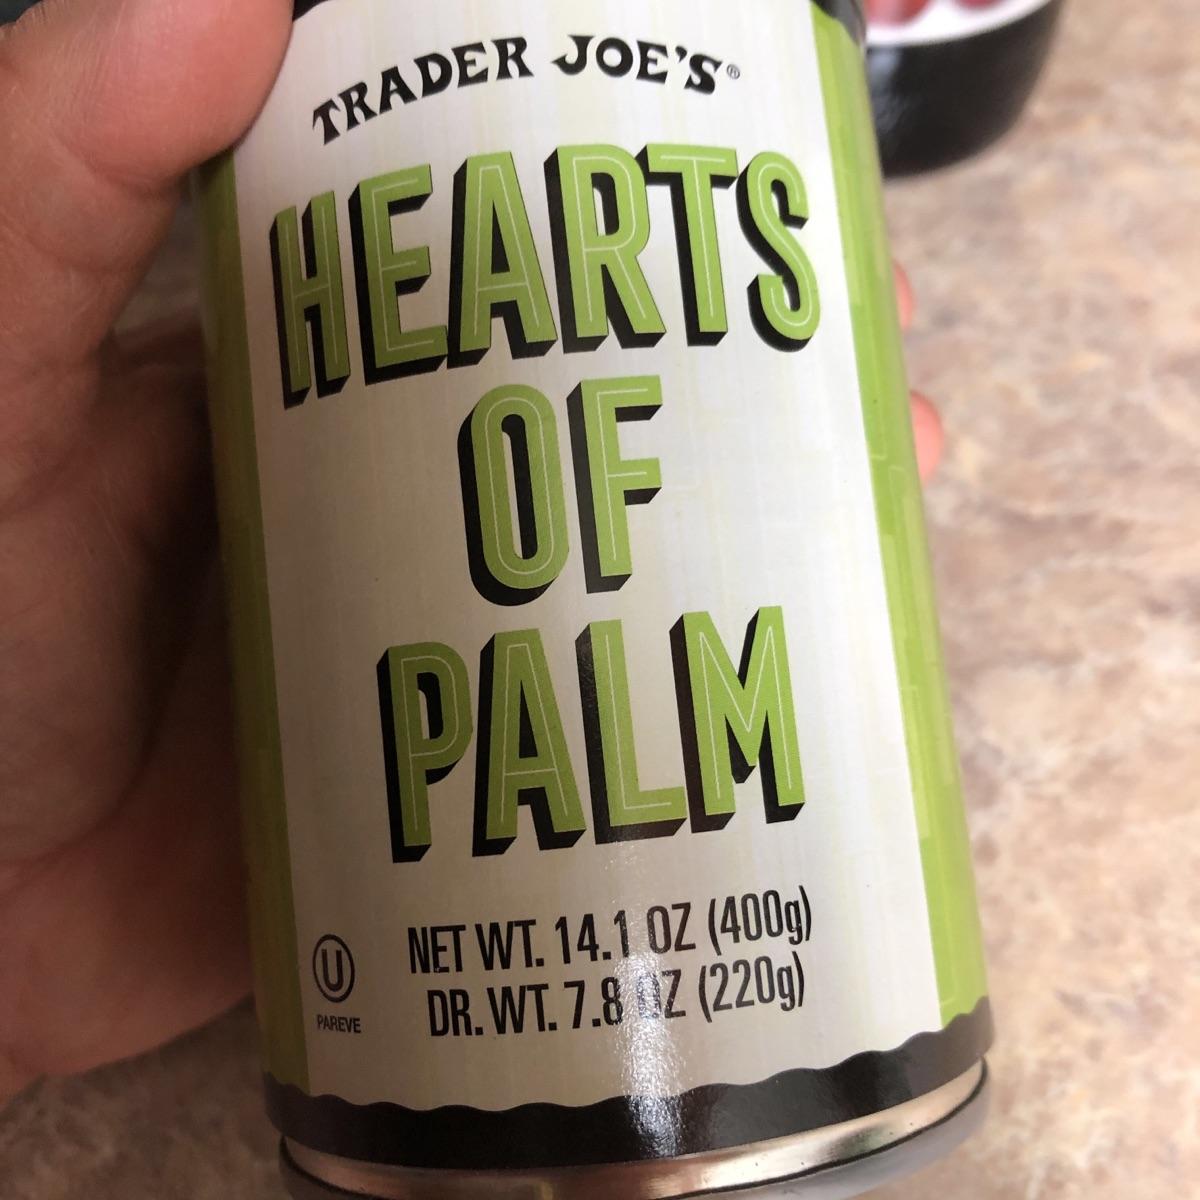 TRADER JOE'S®
HEARTS
OF
PALM
NET WT. 14.1 OZ (400g)
DR. WT. 7.8 OZ (220g)
U
PAREVE